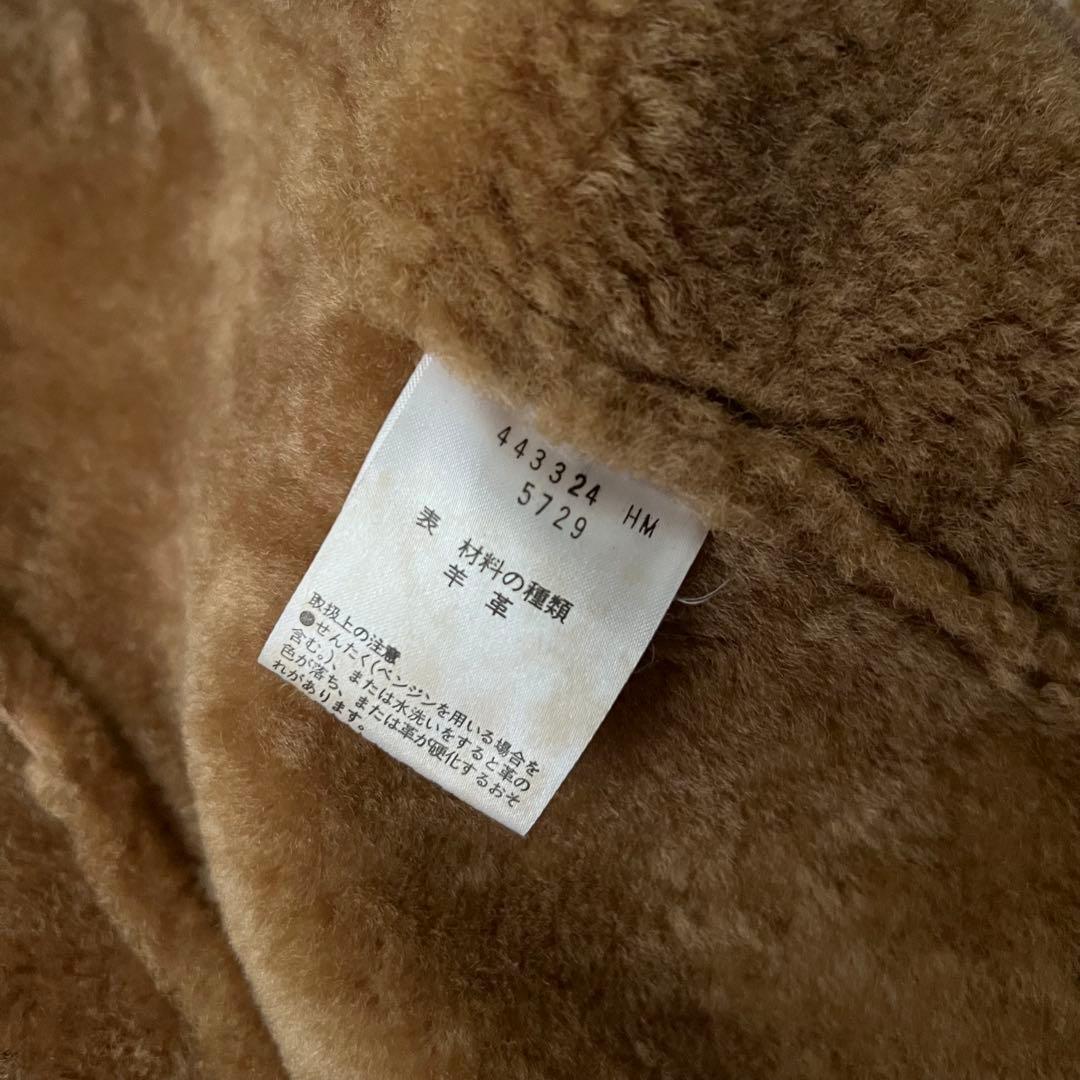 443324 HM
5729
材料の種類
表 羊革
取扱上の注意
●せんたく(ベンジンを用いる場合を
含む。)、または水洗いをすると革の
色が落ち、または革が硬化するおそ
れがあります。